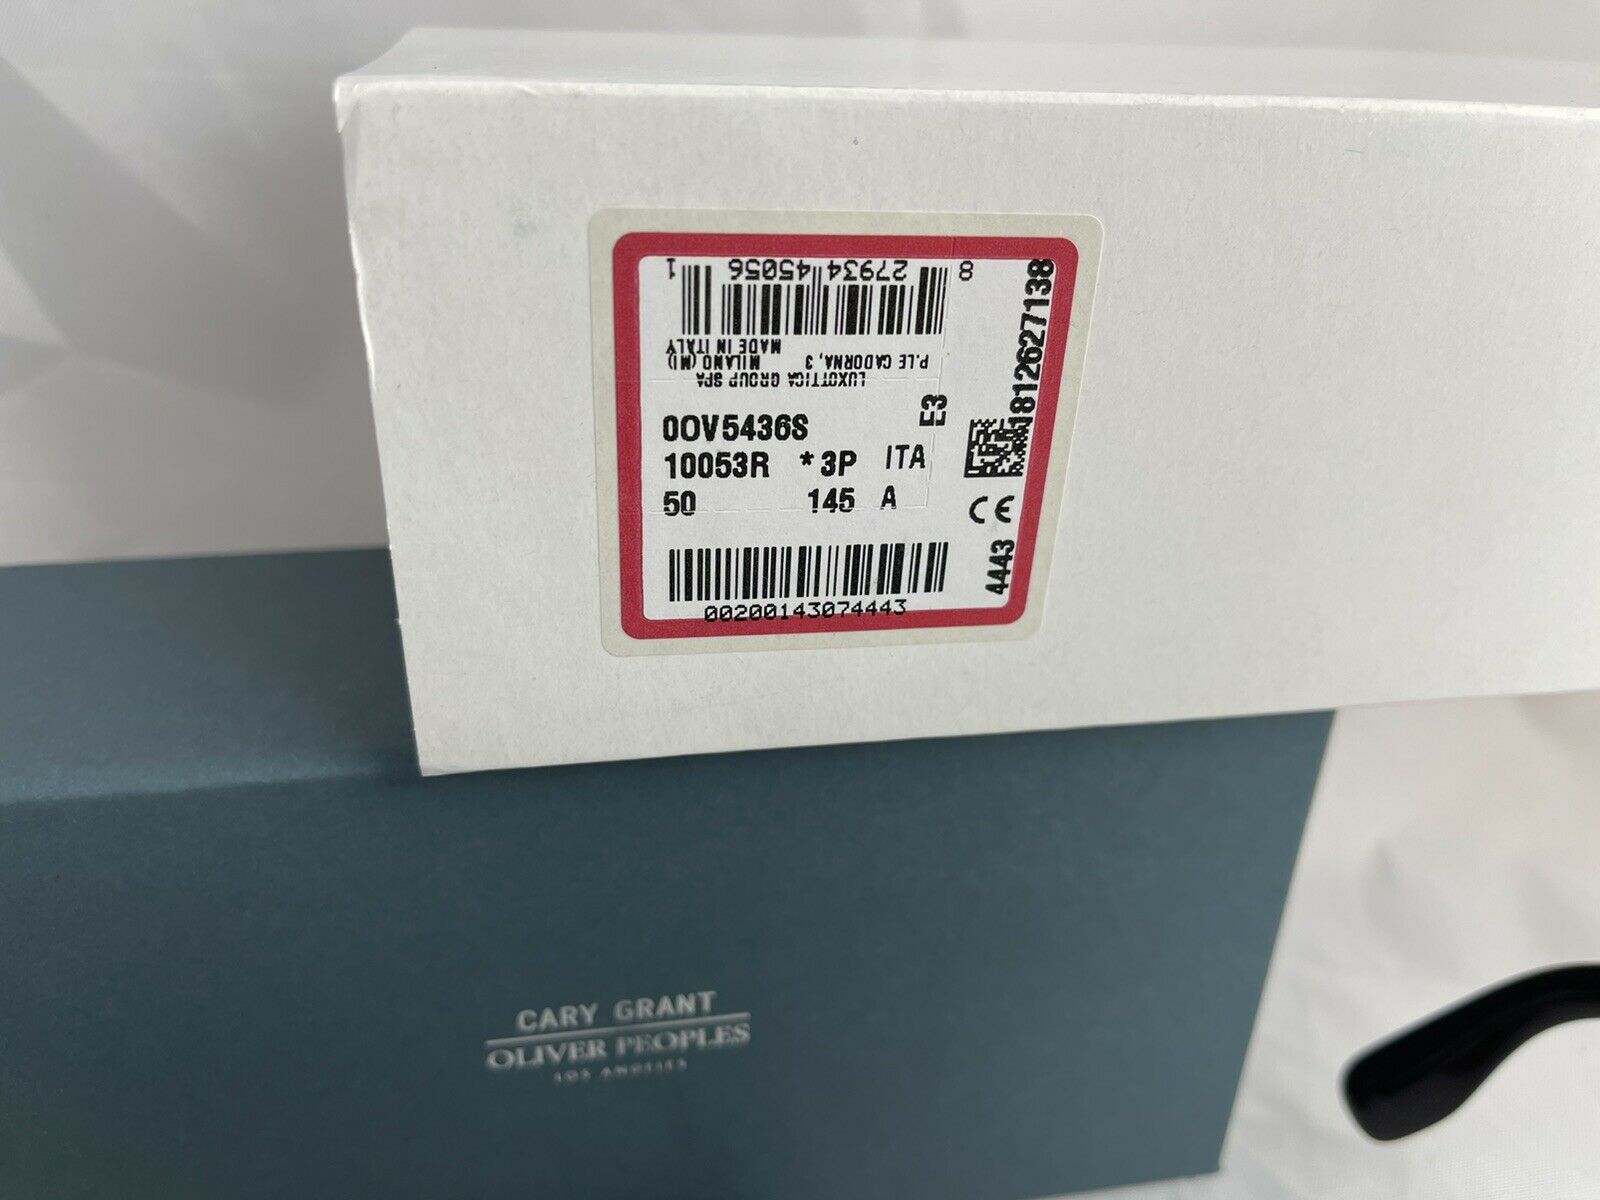 8 27934 45056 1
LUXOTTICA GROUP SPA
P.LE CADORNA, 3 MILANO (MI)
MADE IN ITALY
0OV5436S E3
10053R *3P ITA
50 145 A
00200143074443
1812627138
CE
4443
CARY GRANT
OLIVER PEOPLES
LOS ANGELES